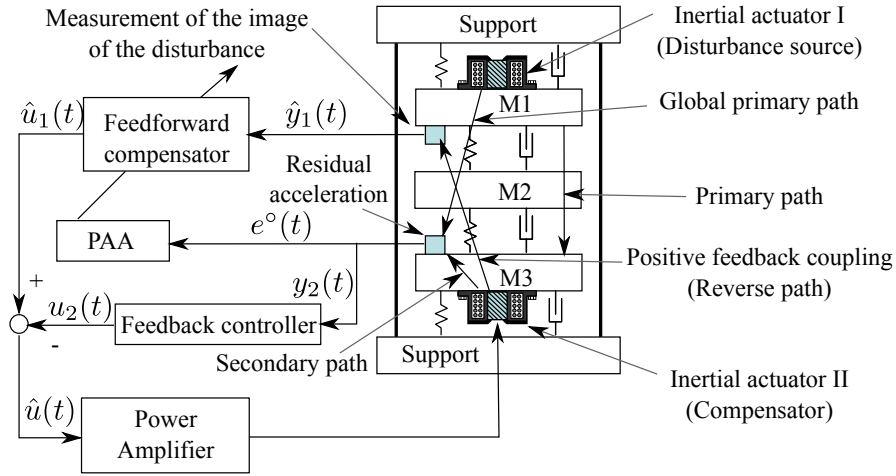 Measurement of the image
of the disturbance
Support
Inertial actuator I
(Disturbance source)
û₁(t)
Feedforward
compensator
ŷ₁(t)
M1
Global primary path
Residual
acceleration
M2
Primary path
PAA
e°(t)
M3
Positive feedback coupling
(Reverse path)
+
u₂(t)
-
Feedback controller
y₂(t)
Secondary path
Support
Inertial actuator II
(Compensator)
û(t)
Power
Amplifier